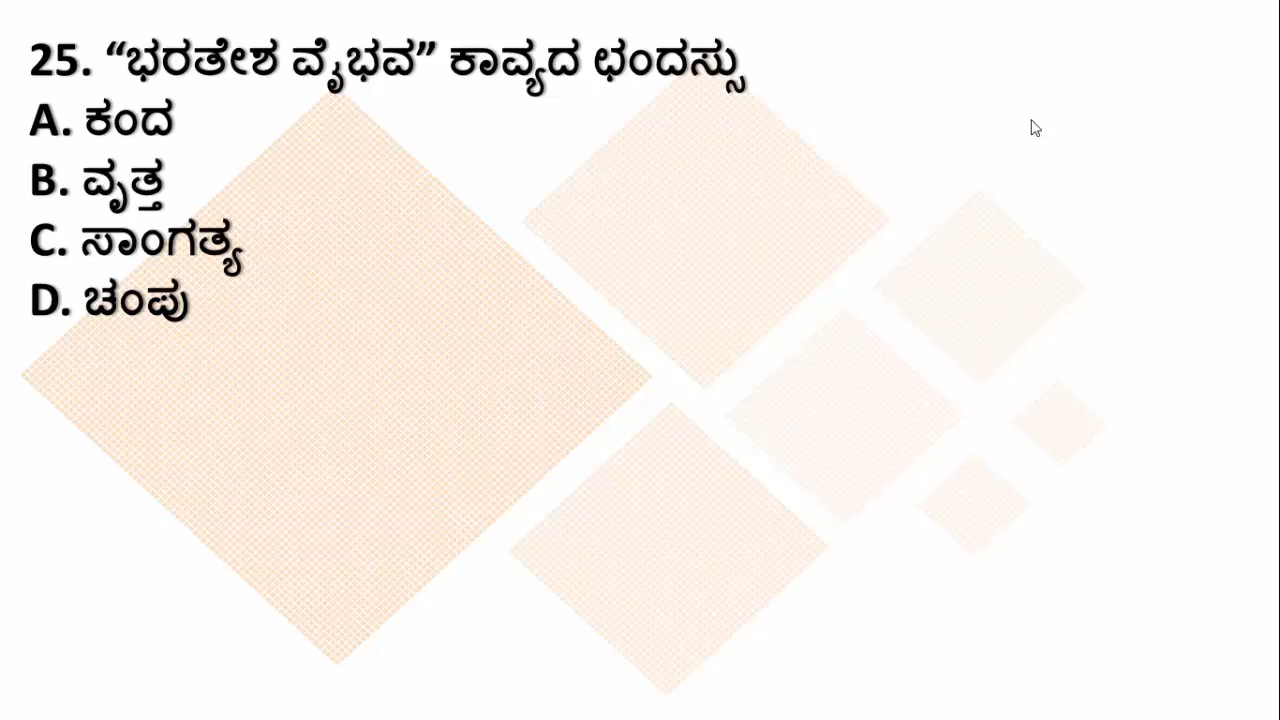 25. “ಭರತೇಶ ವೈಭವ” ಕಾವ್ಯದ ಛಂದಸ್ಸು
A. ಕಂದ
B. ವೃತ್ತ
C. ಸಾಂಗತ್ಯ
D. ಚಂಪು